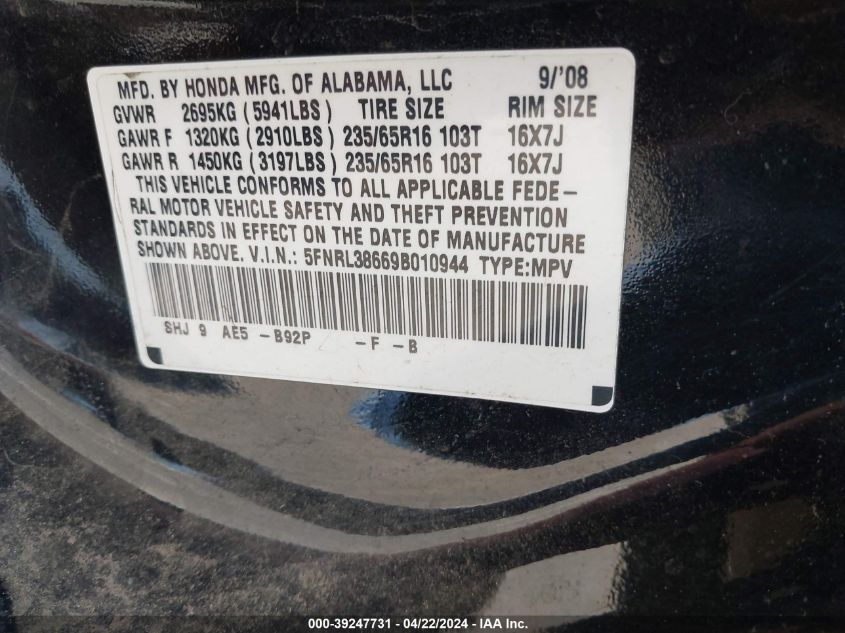 MFD. BY HONDA MFG. OF ALABAMA, LLC 9/'08
GVWR 2695KG (5941LBS) TIRE SIZE RIM SIZE
GAWR F 1320KG (2910LBS) 235/65R16 103T 16X7J
GAWR R 1450KG (3197LBS) 235/65R16 103T 16X7J
THIS VEHICLE CONFORMS TO ALL APPLICABLE FEDE-
RAL MOTOR VEHICLE SAFETY AND THEFT PREVENTION
STANDARDS IN EFFECT ON THE DATE OF MANUFACTURE
SHOWN ABOVE. V.I.N.: 5FNRL38669B010944 TYPE:MPV
SHJ 9 AE5 -B92P -F -B
000-39247731 - 04/22/2024 - IAA Inc.